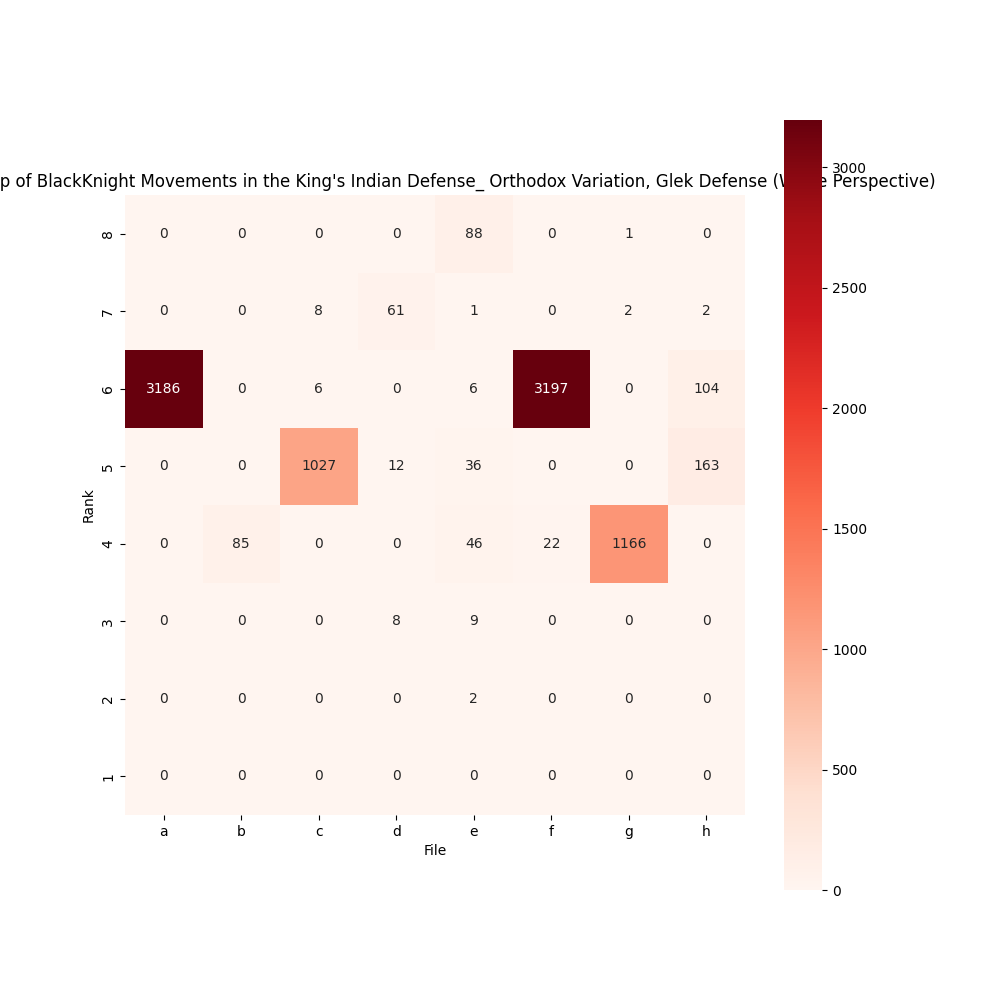 p of BlackKnight Movements in the King's Indian Defense_ Orthodox Variation, Glek Defense (W e Perspective)
8 0 0 0 0 88 0 1 0
7 0 0 8 61 1 0 2 2
6 3186 0 6 0 6 3197 0 104
5 0 0 1027 12 36 0 0 163
4 0 85 0 0 46 22 1166 0
3 0 0 0 8 9 0 0 0
2 0 0 0 0 2 0 0 0
1 0 0 0 0 0 0 0 0
a b c d e f g h
Rank
File
3000
2500
2000
1500
1000
500
0